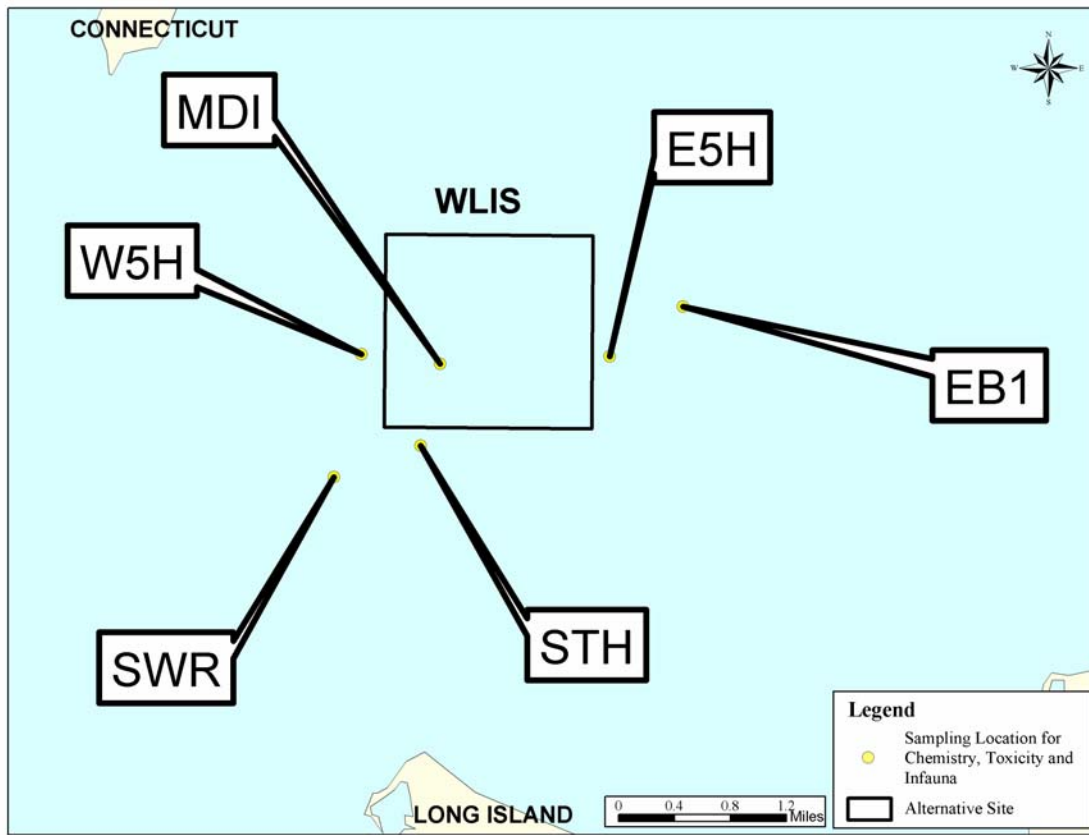 CONNECTICUT
N
W
E
S
MDI
E5H
WLIS
W5H
EB1
SWR
STH
Legend
Sampling Location for
Chemistry, Toxicity and
Infauna
Alternative Site
LONG ISLAND
0 0.4 0.8 1.2
Miles